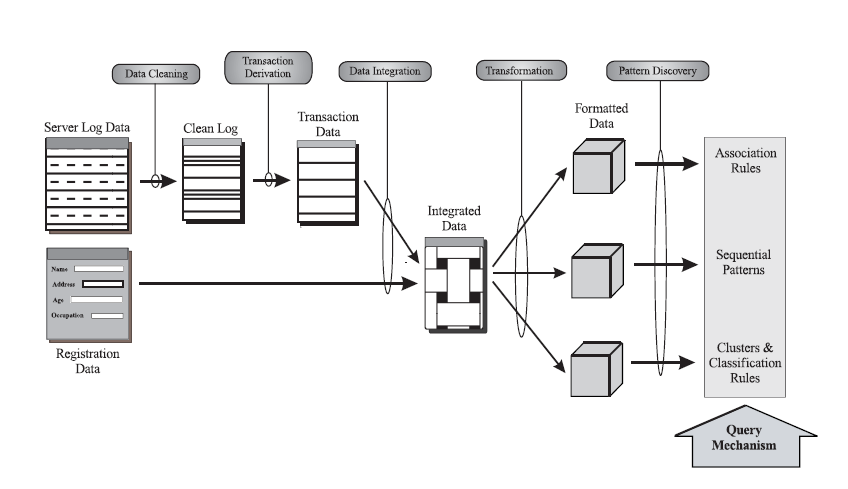 Data Cleaning
Transaction
Derivation
Data Integration
Transformation
Pattern Discovery
Server Log Data
Clean Log
Transaction
Data
Formatted
Data
Integrated
Data
Association
Rules
Sequential
Patterns
Clusters &
Classification
Rules
Name
Address
Age
Occupation
Registration
Data
Query
Mechanism